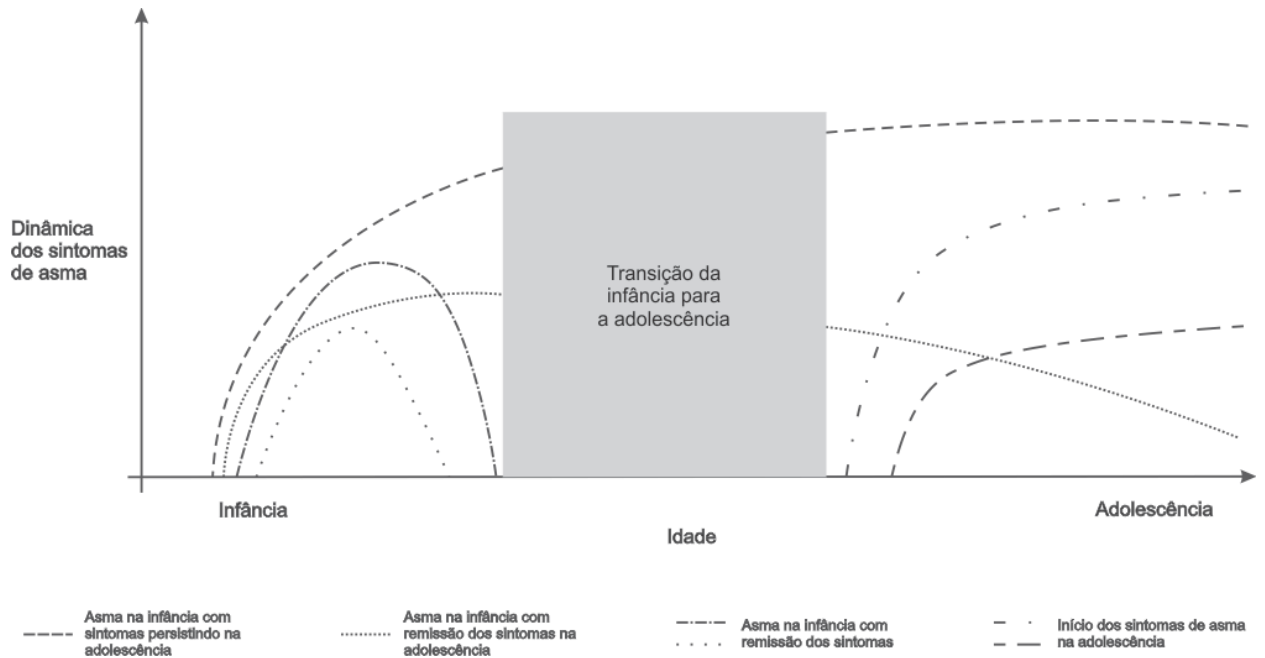 Dinâmica
dos sintomas
de asma
Transição da
infância para
a adolescência
Infância
Adolescência
Idade
Asma na infância com
sintomas persistindo na
adolescência
Asma na infância com
remissão dos sintomas na
adolescência
Asma na infância com
remissão dos sintomas
Início dos sintomas de asma
na adolescência